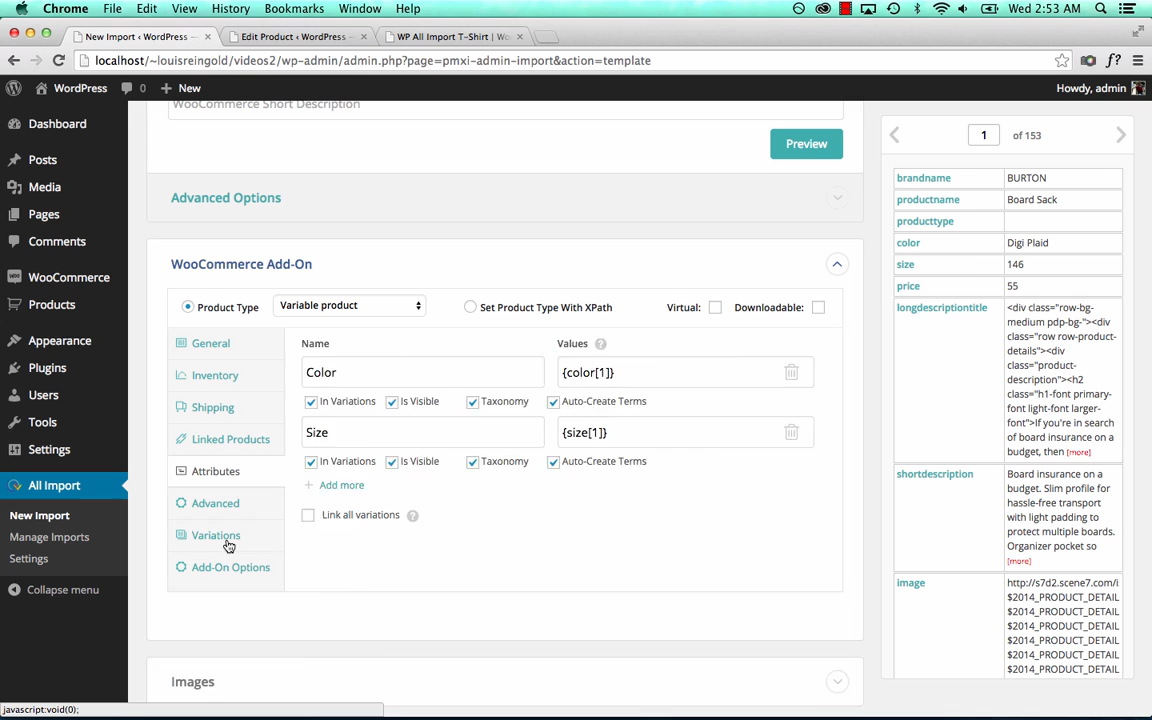 Chrome File Edit View History Bookmarks Window Help Wed 2:53 AM
New Import ‹ WordPress × Edit Product ‹ WordPress × WP All Import T-Shirt | Wo ×
localhost/~louisreingold/videos2/wp-admin/admin.php?page=pmxi-admin-import&action=template f?
WordPress 0 + New Howdy, admin
Dashboard
Posts
Media
Pages
Comments
WooCommerce
Products
Appearance
Plugins
Users
Tools
Settings
All Import
New Import
Manage Imports
Settings
Collapse menu
javascript:void(0);
WooCommerce Short Description
Preview
Advanced Options
WooCommerce Add-On
Product Type Variable product Set Product Type With XPath Virtual: Downloadable:
General
Inventory
Shipping
Linked Products
Attributes
Advanced
Variations
Add-On Options
Name Values ?
Color {color[1]}
In Variations Is Visible Taxonomy Auto-Create Terms
Size {size[1]}
In Variations Is Visible Taxonomy Auto-Create Terms
+ Add more
Link all variations ?
Images
1 of 153
brandname BURTON
productname Board Sack
producttype
color Digi Plaid
size 146
price 55
longdescriptiontitle <div class="row-bg-
medium pdp-bg-"><div
class="row row-product-
details"><div
class="product-
description"><h2
class="h1-font primary-
font light-font larger-
font">If you're in search
of board insurance on a
budget, then [more]
shortdescription Board insurance on a
budget. Slim profile for
hassle-free transport
with light padding to
protect multiple boards.
Organizer pocket so
[more]
image http://s7d2.scene7.com/i
$2014_PRODUCT_DETAIL
$2014_PRODUCT_DETAIL
$2014_PRODUCT_DETAIL
$2014_PRODUCT_DETAIL
$2014_PRODUCT_DETAIL
$2014_PRODUCT_DETAIL